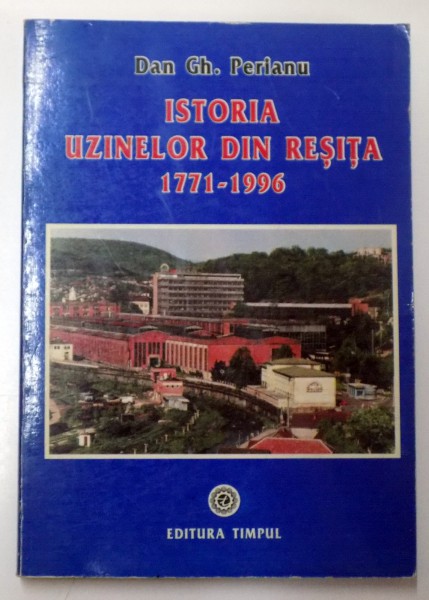 Dan Gh. Perianu
ISTORIA
UZINELOR DIN REŞIŢA
1771-1996
EDITURA TIMPUL